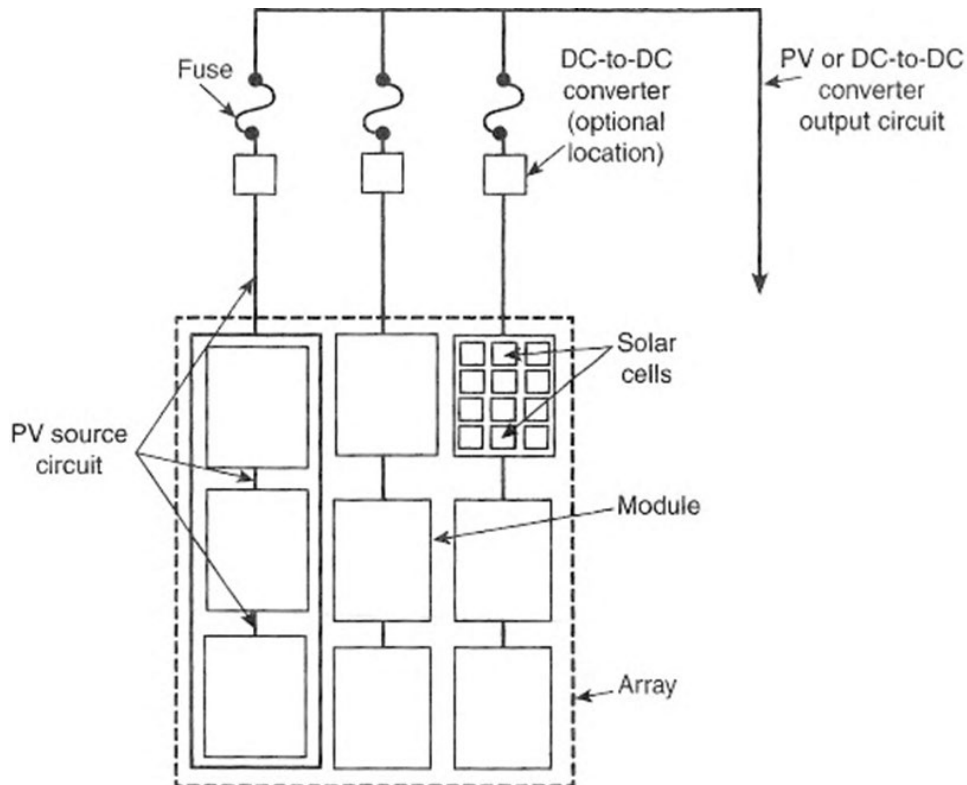 Fuse
DC-to-DC
converter
(optional
location)
PV or DC-to-DC
converter
output circuit
Solar
cells
PV source
circuit
Module
Array